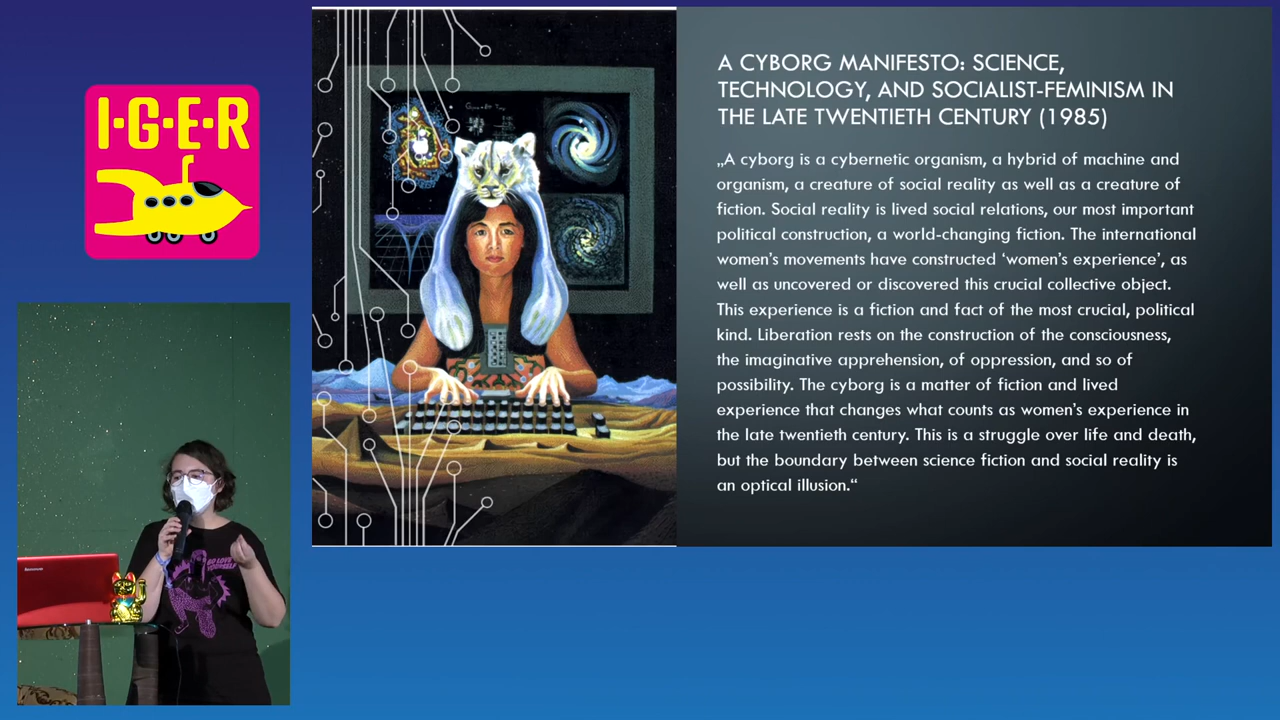 I·G·E·R
A CYBORG MANIFESTO: SCIENCE,
TECHNOLOGY, AND SOCIALIST-FEMINISM IN
THE LATE TWENTIETH CENTURY (1985)
„A cyborg is a cybernetic organism, a hybrid of machine and
organism, a creature of social reality as well as a creature of
fiction. Social reality is lived social relations, our most important
political construction, a world-changing fiction. The international
women’s movements have constructed ‘women’s experience’, as
well as uncovered or discovered this crucial collective object.
This experience is a fiction and fact of the most crucial, political
kind. Liberation rests on the construction of the consciousness,
the imaginative apprehension, of oppression, and so of
possibility. The cyborg is a matter of fiction and lived
experience that changes what counts as women’s experience in
the late twentieth century. This is a struggle over life and death,
but the boundary between science fiction and social reality is
an optical illusion.“
lenovo
GO LOVE
YOURSELF